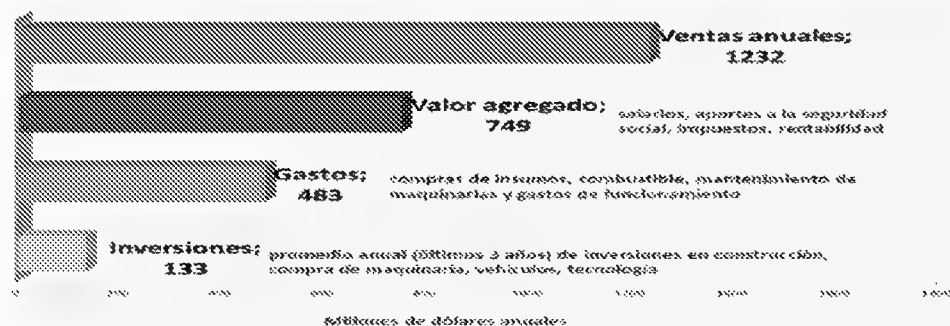 Ventas anuales;
1232
Valor agregado;
749
salarios, aportes a la seguridad
social, impuestos, rentabilidad
Gastos;
483
compras de insumos, combustible, mantenimiento de
maquinarias y gastos de funcionamiento
Inversiones;
133
promedio anual (últimos 3 años) de inversiones en construcción,
compra de maquinaria, vehículos, tecnología
Millones de dólares anuales